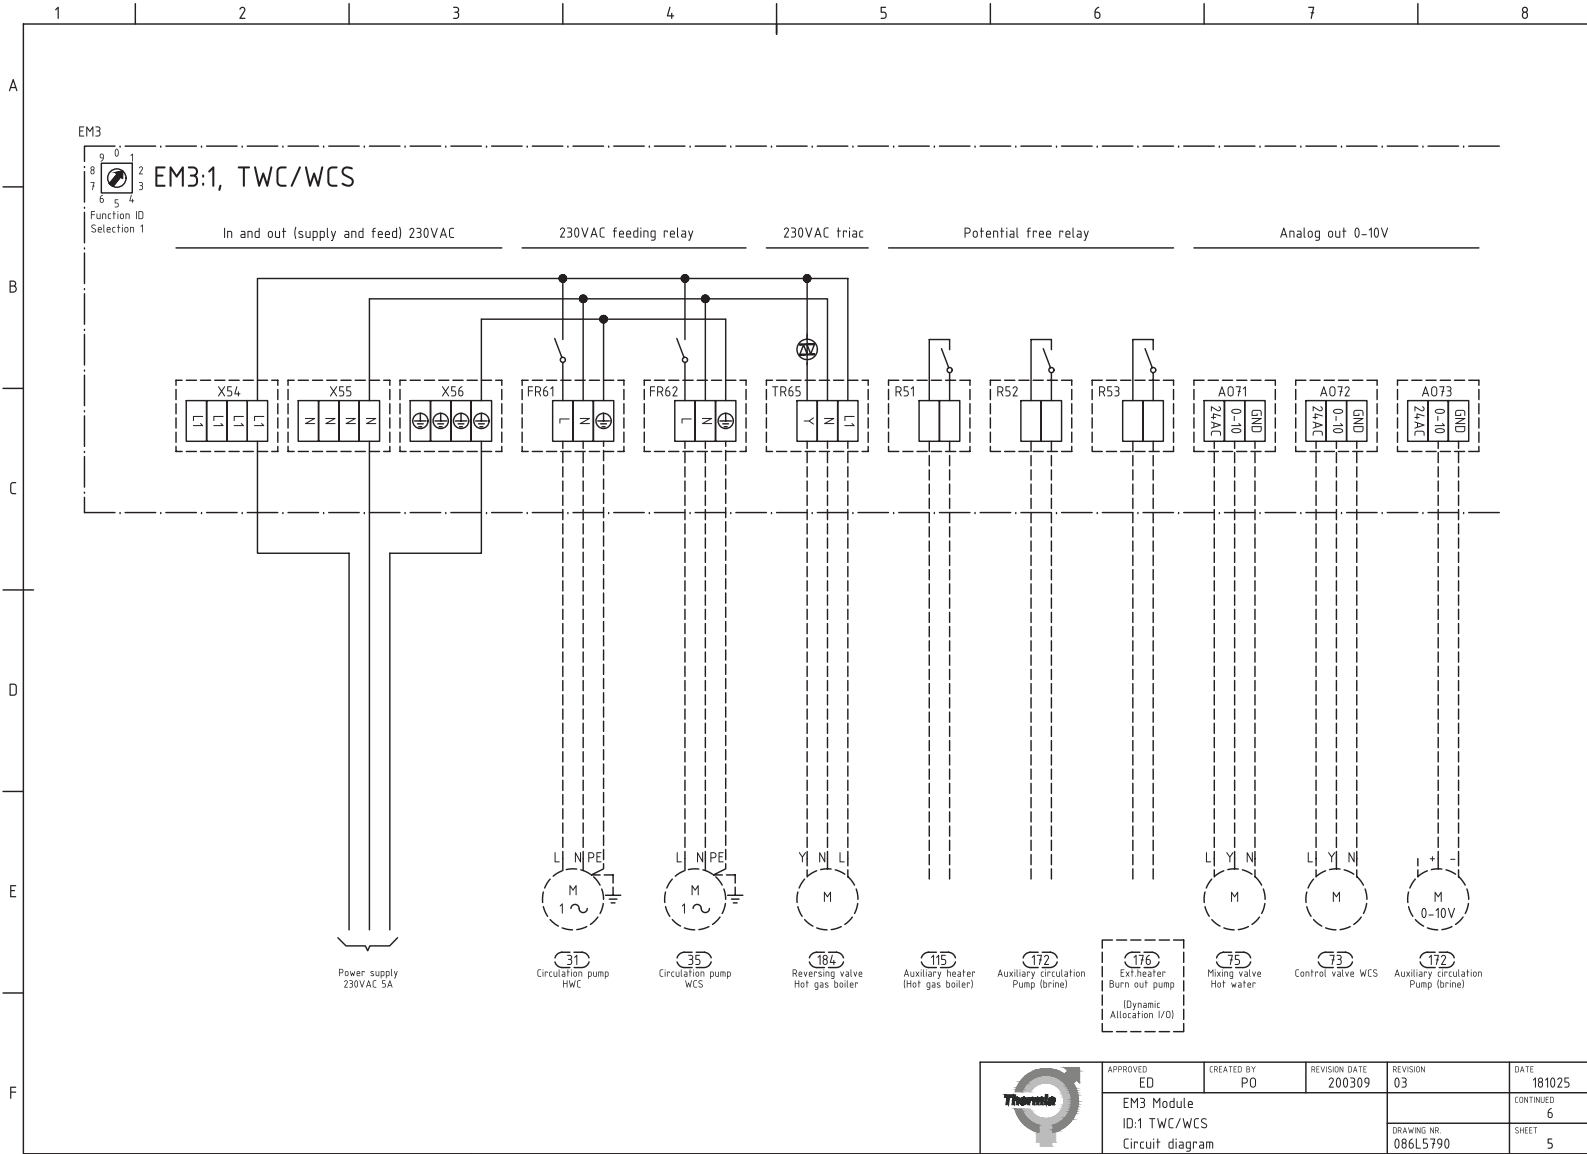 1 2 3 4 5 6 7 8
A
EM3
9 0 1
8 2
7 3
6 5 4
EM3:1, TWC/WCS
Function ID
Selection 1
In and out (supply and feed) 230VAC
230VAC feeding relay
230VAC triac
Potential free relay
Analog out 0-10V
B
X54 X55 X56 FR61 FR62 TR65 R51 R52 R53 AO71 AO72 AO73
L1 L1 L1 L1 N N N N L N L N Y N L1 24AC 0-10 GND 24AC 0-10 GND 24AC 0-10 GND
C
D
L N PE L N PE Y N L L Y N L Y N + -
E
M
1
M
1
M
M
M
M
0-10V
31
Circulation pump
HWC
35
Circulation pump
WCS
184
Reversing valve
Hot gas boiler
115
Auxiliary heater
(Hot gas boiler)
172
Auxiliary circulation
Pump (brine)
176
Ext.heater
Burn out pump
(Dynamic
Allocation I/O)
75
Mixing valve
Hot water
73
Control valve WCS
172
Auxiliary circulation
Pump (brine)
Power supply
230VAC 5A
F
Thermia
APPROVED
ED
CREATED BY
PO
REVISION DATE
200309
REVISION
03
DATE
181025
EM3 Module
ID:1 TWC/WCS
Circuit diagram
CONTINUED
6
DRAWING NR.
086L5790
SHEET
5